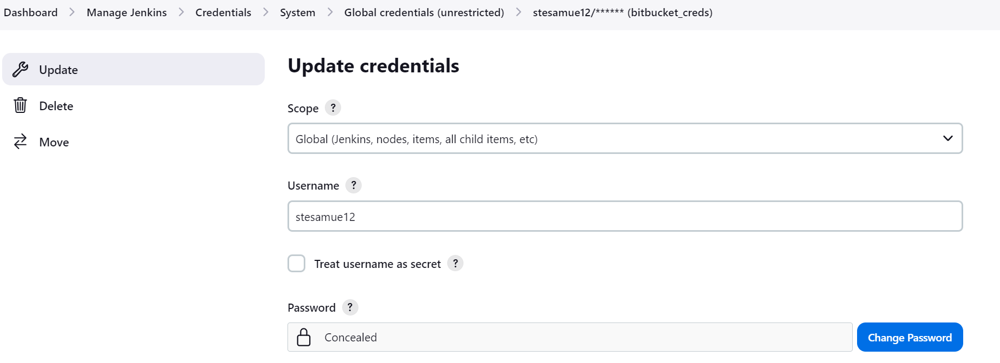 Dashboard > Manage Jenkins > Credentials > System > Global credentials (unrestricted) > stesamue12/****** (bitbucket_creds)
Update
Delete
Move
Update credentials
Scope ?
Global (Jenkins, nodes, items, all child items, etc)
Username ?
stesamue12
Treat username as secret ?
Password ?
Concealed
Change Password